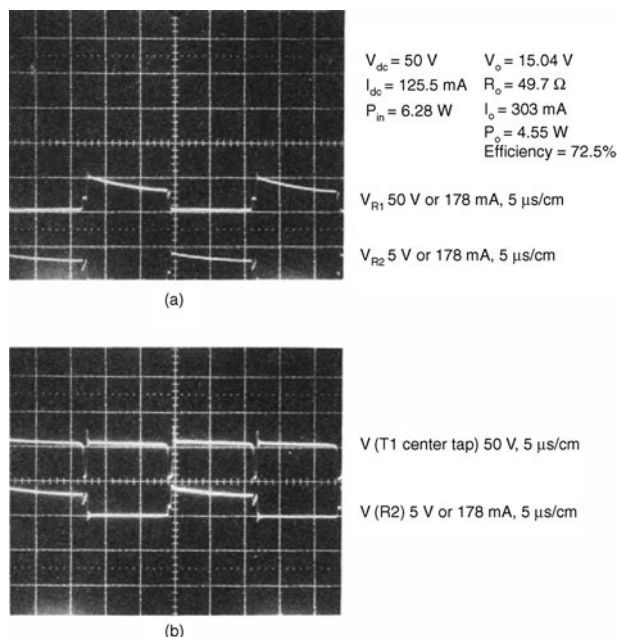 V_dc = 50 V
I_dc = 125.5 mA
P_in = 6.28 W
V_o = 15.04 V
R_o = 49.7 Ω
I_o = 303 mA
P_o = 4.55 W
Efficiency = 72.5%
V_R1 50 V or 178 mA, 5 μs/cm
V_R2 5 V or 178 mA, 5 μs/cm
(a)
V (T1 center tap) 50 V, 5 μs/cm
V (R2) 5 V or 178 mA, 5 μs/cm
(b)